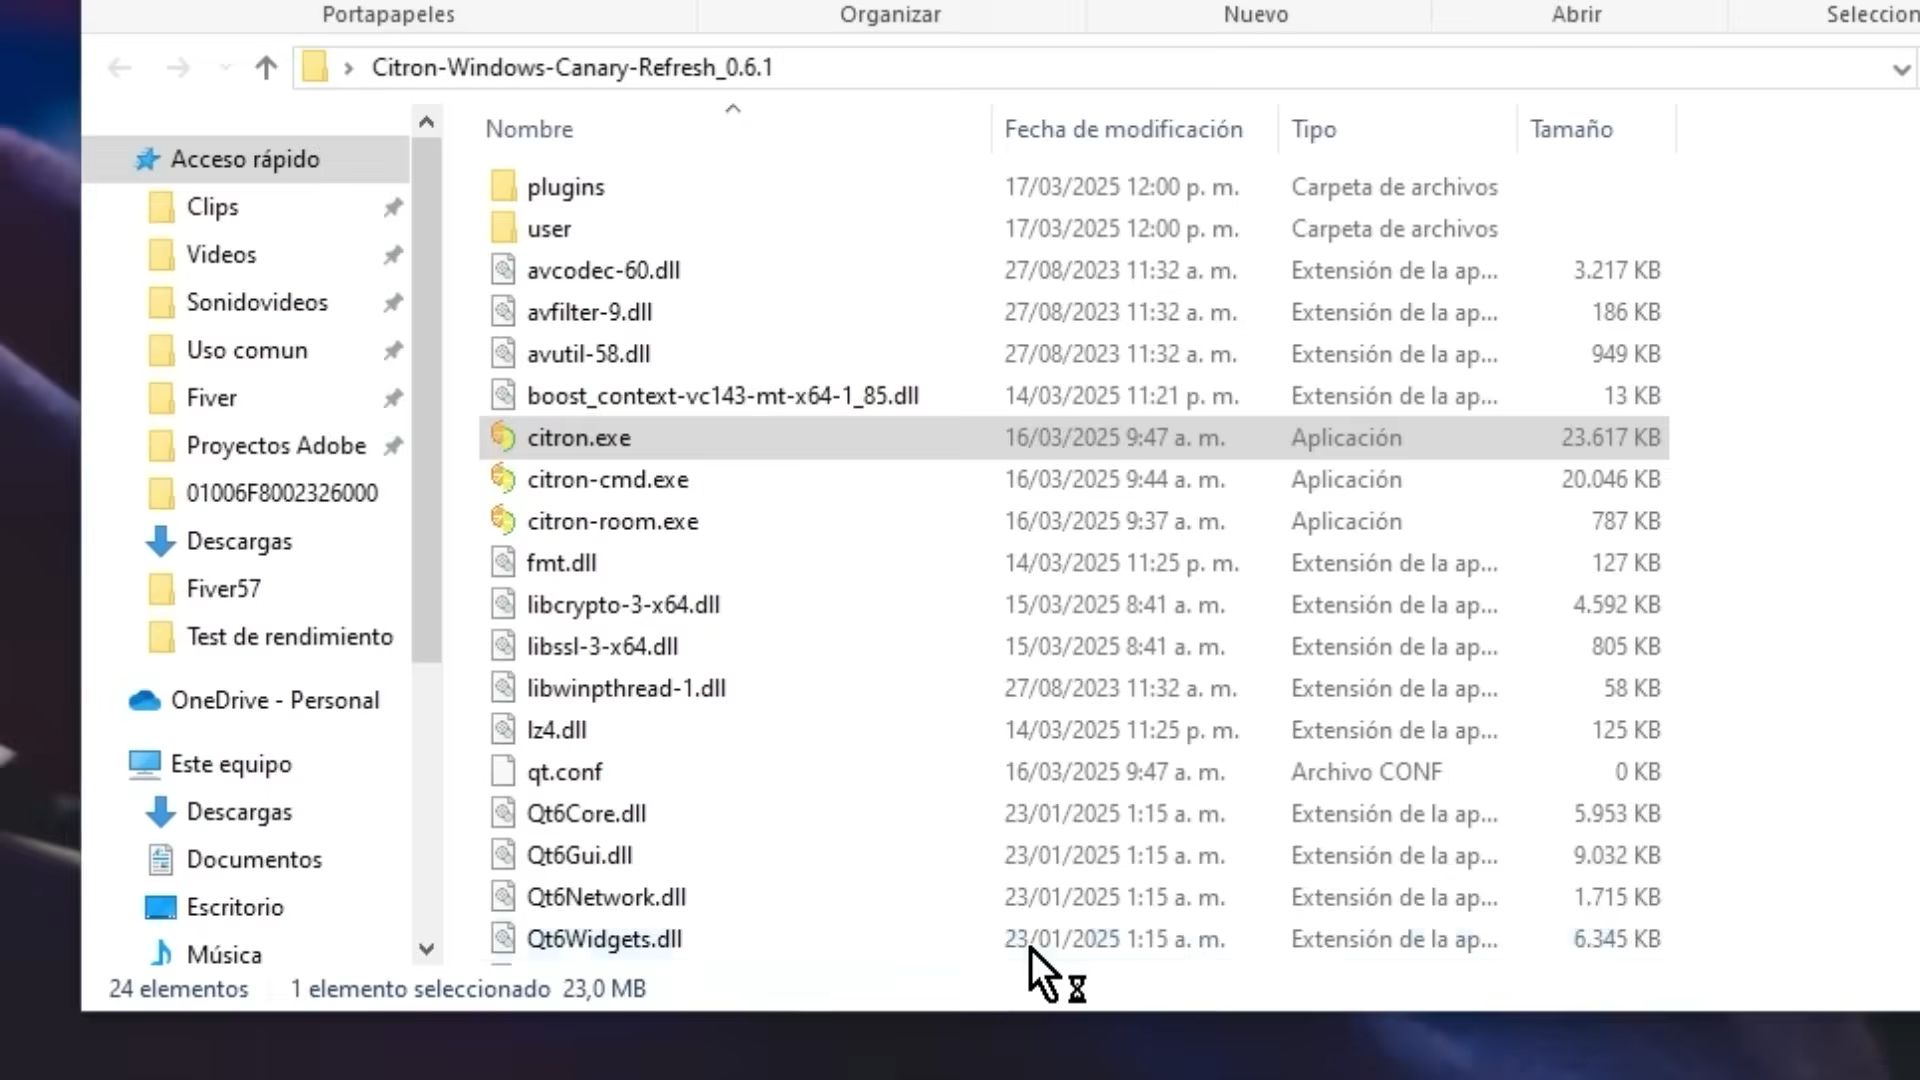 Portapapeles Organizar Nuevo Abrir Seleccion
Citron-Windows-Canary-Refresh_0.6.1
Nombre Fecha de modificación Tipo Tamaño
Acceso rápido
Clips
Videos
Sonidovideos
Uso comun
Fiver
Proyectos Adobe
01006F8002326000
Descargas
Fiver57
Test de rendimiento
OneDrive - Personal
Este equipo
Descargas
Documentos
Escritorio
Música
plugins 17/03/2025 12:00 p. m. Carpeta de archivos
user 17/03/2025 12:00 p. m. Carpeta de archivos
avcodec-60.dll 27/08/2023 11:32 a. m. Extensión de la ap... 3.217 KB
avfilter-9.dll 27/08/2023 11:32 a. m. Extensión de la ap... 186 KB
avutil-58.dll 27/08/2023 11:32 a. m. Extensión de la ap... 949 KB
boost_context-vc143-mt-x64-1_85.dll 14/03/2025 11:21 p. m. Extensión de la ap... 13 KB
citron.exe 16/03/2025 9:47 a. m. Aplicación 23.617 KB
citron-cmd.exe 16/03/2025 9:44 a. m. Aplicación 20.046 KB
citron-room.exe 16/03/2025 9:37 a. m. Aplicación 787 KB
fmt.dll 14/03/2025 11:25 p. m. Extensión de la ap... 127 KB
libcrypto-3-x64.dll 15/03/2025 8:41 a. m. Extensión de la ap... 4.592 KB
libssl-3-x64.dll 15/03/2025 8:41 a. m. Extensión de la ap... 805 KB
libwinpthread-1.dll 27/08/2023 11:32 a. m. Extensión de la ap... 58 KB
lz4.dll 14/03/2025 11:25 p. m. Extensión de la ap... 125 KB
qt.conf 16/03/2025 9:47 a. m. Archivo CONF 0 KB
Qt6Core.dll 23/01/2025 1:15 a. m. Extensión de la ap... 5.953 KB
Qt6Gui.dll 23/01/2025 1:15 a. m. Extensión de la ap... 9.032 KB
Qt6Network.dll 23/01/2025 1:15 a. m. Extensión de la ap... 1.715 KB
Qt6Widgets.dll 23/01/2025 1:15 a. m. Extensión de la ap... 6.345 KB
24 elementos 1 elemento seleccionado 23,0 MB